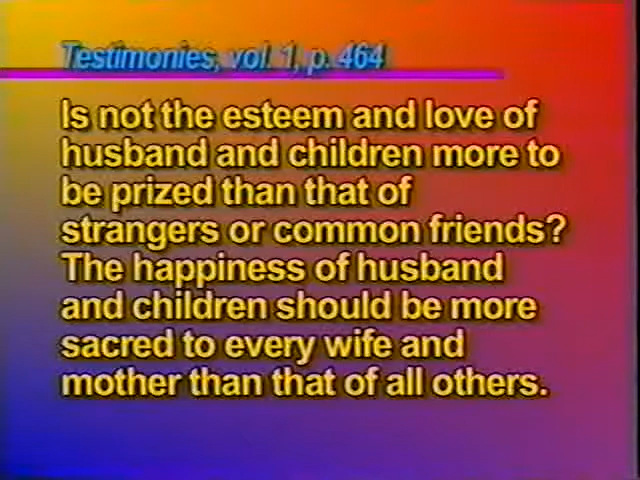 Testimonies, vol. 1, p. 464
Is not the esteem and love of
husband and children more to
be prized than that of
strangers or common friends?
The happiness of husband
and children should be more
sacred to every wife and
mother than that of all others.